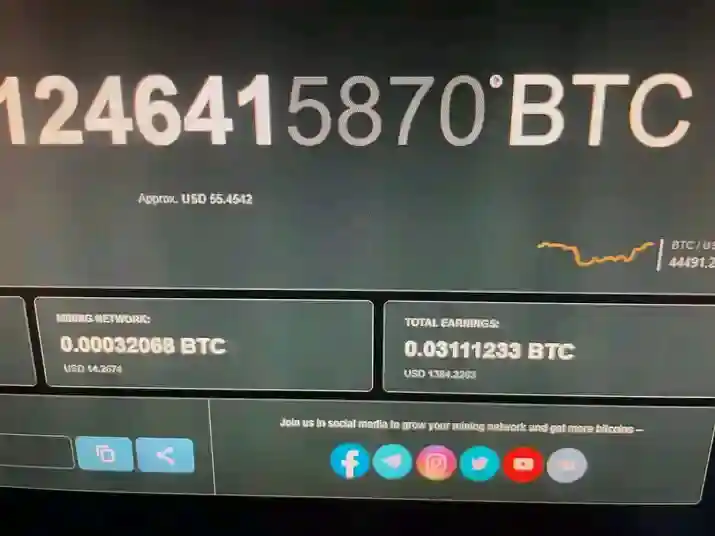 1246415870 BTC
Approx. USD 55.4542
BTC / US
44491.2
MINING NETWORK:
0.00032068 BTC
USD 14.2674
TOTAL EARNINGS:
0.03111233 BTC
USD 1384.2263
Join us in social media to grow your mining network and get more bitcoins –